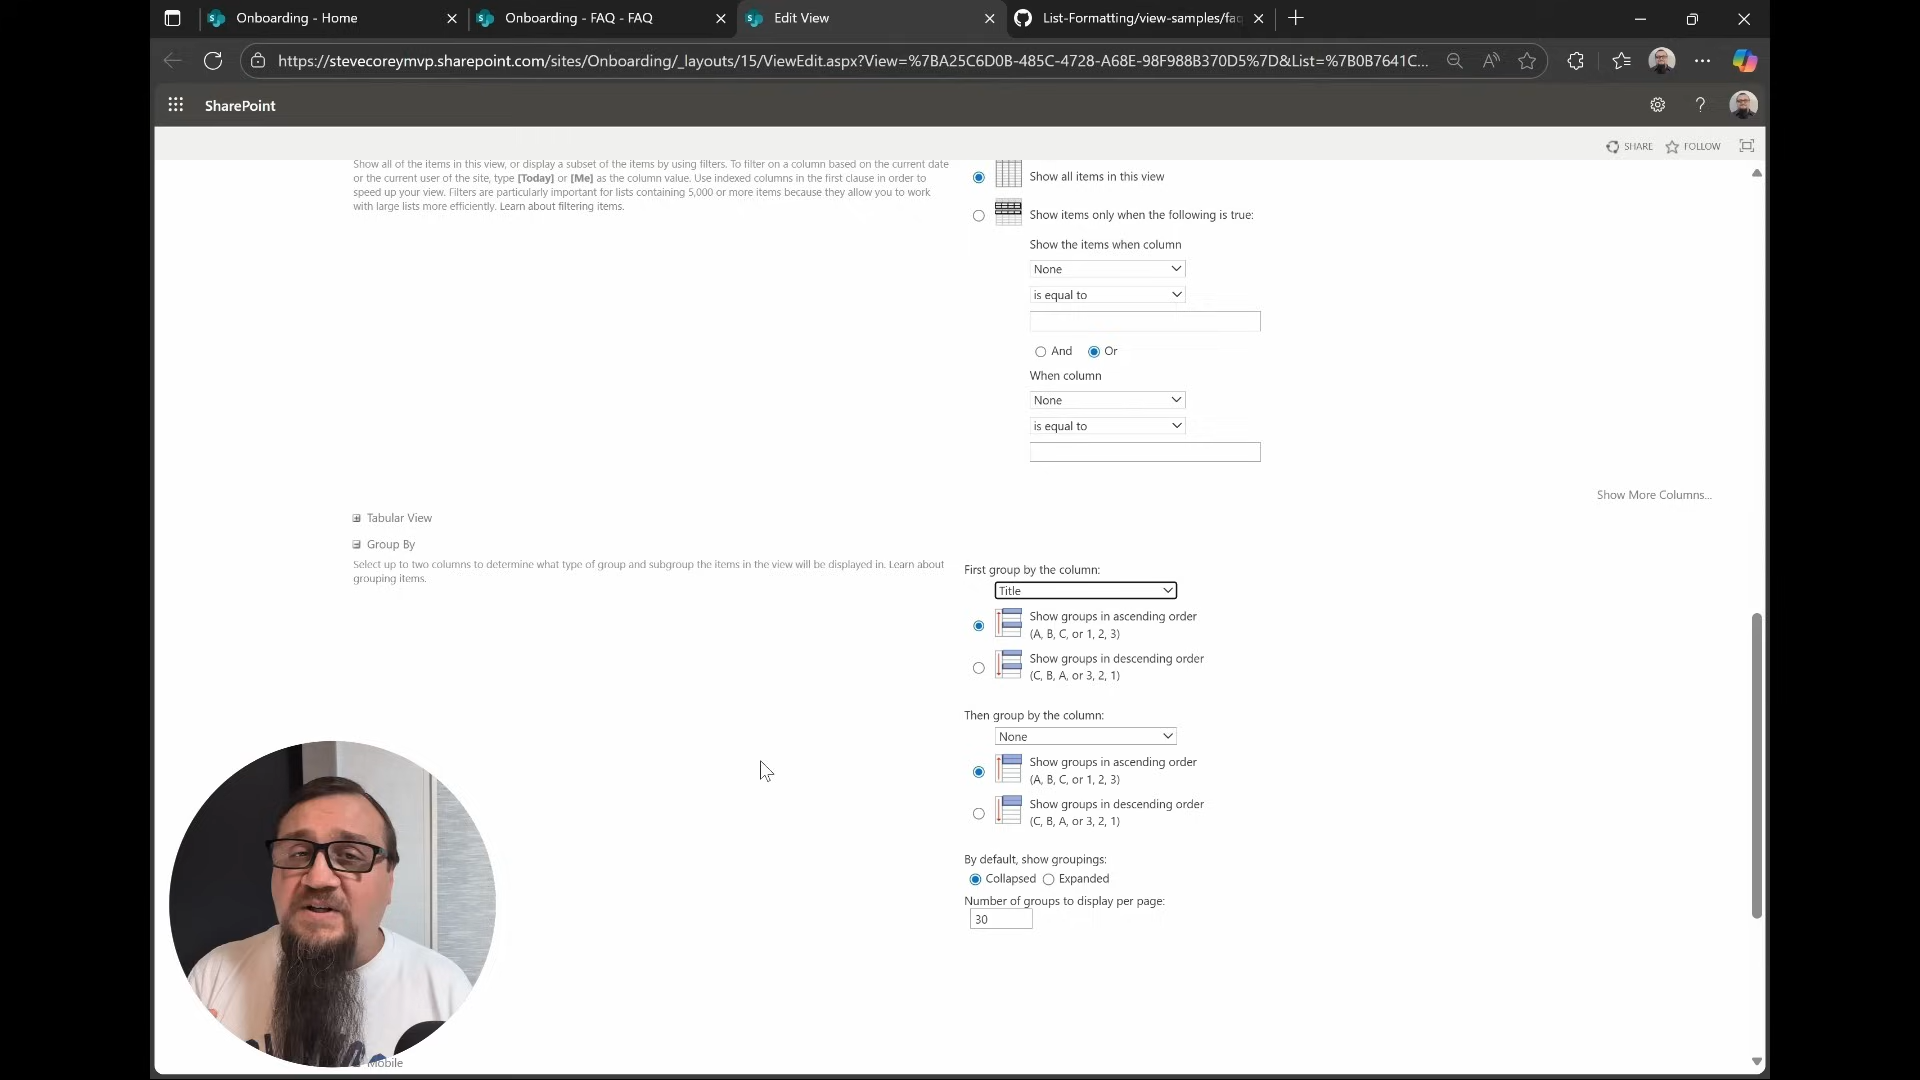 Onboarding - Home
Onboarding - FAQ - FAQ
Edit View
List-Formatting/view-samples/faq
https://stevecoreymvp.sharepoint.com/sites/Onboarding/_layouts/15/ViewEdit.aspx?View=%7BA25C6D0B-485C-4728-A68E-98F988B370D5%7D&List=%7B0B7641C...
SharePoint
SHARE
FOLLOW
Show all of the items in this view, or display a subset of the items by using filters. To filter on a column based on the current date
or the current user of the site, type [Today] or [Me] as the column value. Use indexed columns in the first clause in order to
speed up your view. Filters are particularly important for lists containing 5,000 or more items because they allow you to work
with large lists more efficiently. Learn about filtering items.
Show all items in this view
Show items only when the following is true:
Show the items when column
None
is equal to
And
Or
When column
None
is equal to
Show More Columns...
Tabular View
Group By
Select up to two columns to determine what type of group and subgroup the items in the view will be displayed in. Learn about
grouping items.
First group by the column:
Title
Show groups in ascending order
(A, B, C, or 1, 2, 3)
Show groups in descending order
(C, B, A, or 3, 2, 1)
Then group by the column:
None
Show groups in ascending order
(A, B, C, or 1, 2, 3)
Show groups in descending order
(C, B, A, or 3, 2, 1)
By default, show groupings:
Collapsed
Expanded
Number of groups to display per page:
30
Mobile